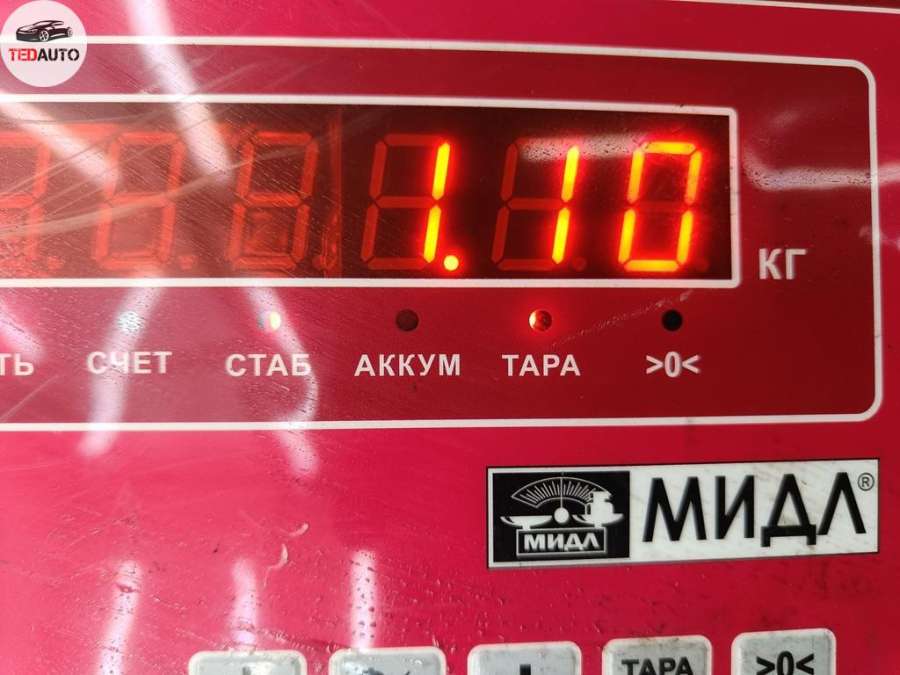 TEDAUTO
1.10
КГ
СЧЕТ СТАБ АККУМ ТАРА >0<
МИДЛ МИДЛ®
ТАРА >0<